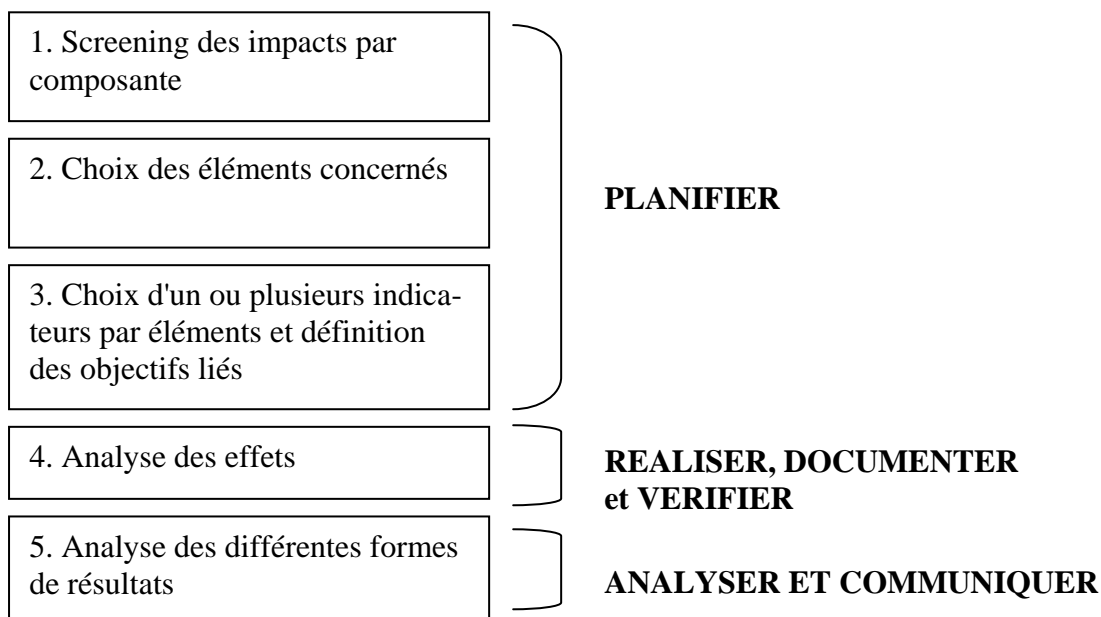 1. Screening des impacts par
composante
2. Choix des éléments concernés
PLANIFIER
3. Choix d'un ou plusieurs indica-
teurs par éléments et définition
des objectifs liés
4. Analyse des effets
REALISER, DOCUMENTER
et VERIFIER
5. Analyse des différentes formes
de résultats
ANALYSER ET COMMUNIQUER